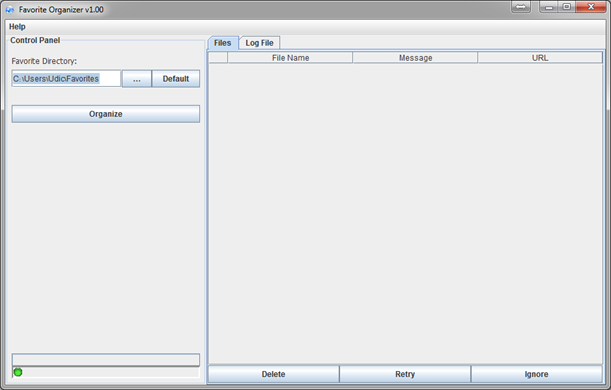 Favorite Organizer v1.00
Help
Control Panel
Favorite Directory:
C:\Users\Udic\Favorites
...
Default
Organize
Files
Log File
File Name
Message
URL
Delete
Retry
Ignore